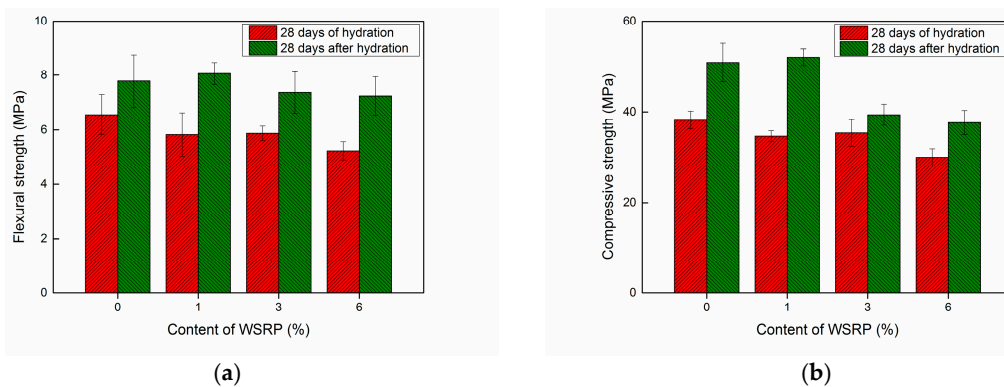 10
8
6
4
2
0
Flexural strength (MPa)
28 days of hydration
28 days after hydration
0 1 3 6
Content of WSRP (%)
(a)
60
40
20
0
Compressive strength (MPa)
28 days of hydration
28 days after hydration
0 1 3 6
Content of WSRP (%)
(b)